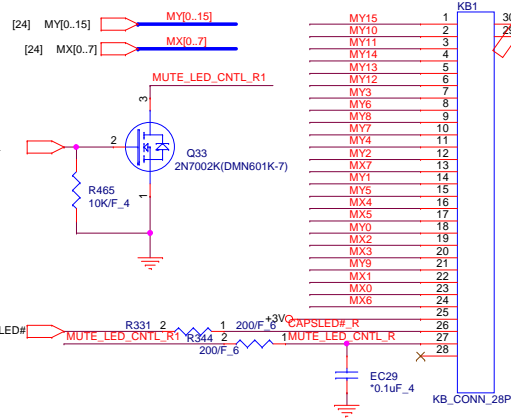 KB1
[24] MY[0..15] MY[0..15]
[24] MX[0..7] MX[0..7]
MUTE_LED_CNTL_R1
3
2
1
Q33
2N7002K(DMN601K-7)
R465
10K/F_4
MY15 1 30
MY10 2 29
MY11 3
MY14 4
MY13 5
MY12 6
MY3 7
MY6 8
MY8 9
MY7 10
MY4 11
MY2 12
MX7 13
MY1 14
MY5 15
MX4 16
MX5 17
MY0 18
MX2 19
MX3 20
MY9 21
MX1 22
MX0 23
MX6 24
+3V 25
LED# R331 2 1 200/F_6 CAPSLED#_R 26
MUTE_LED_CNTL_R1 R344 2 1 MUTE_LED_CNTL_R 27
200/F_6
28
EC29
*0.1uF_4
KB_CONN_28P